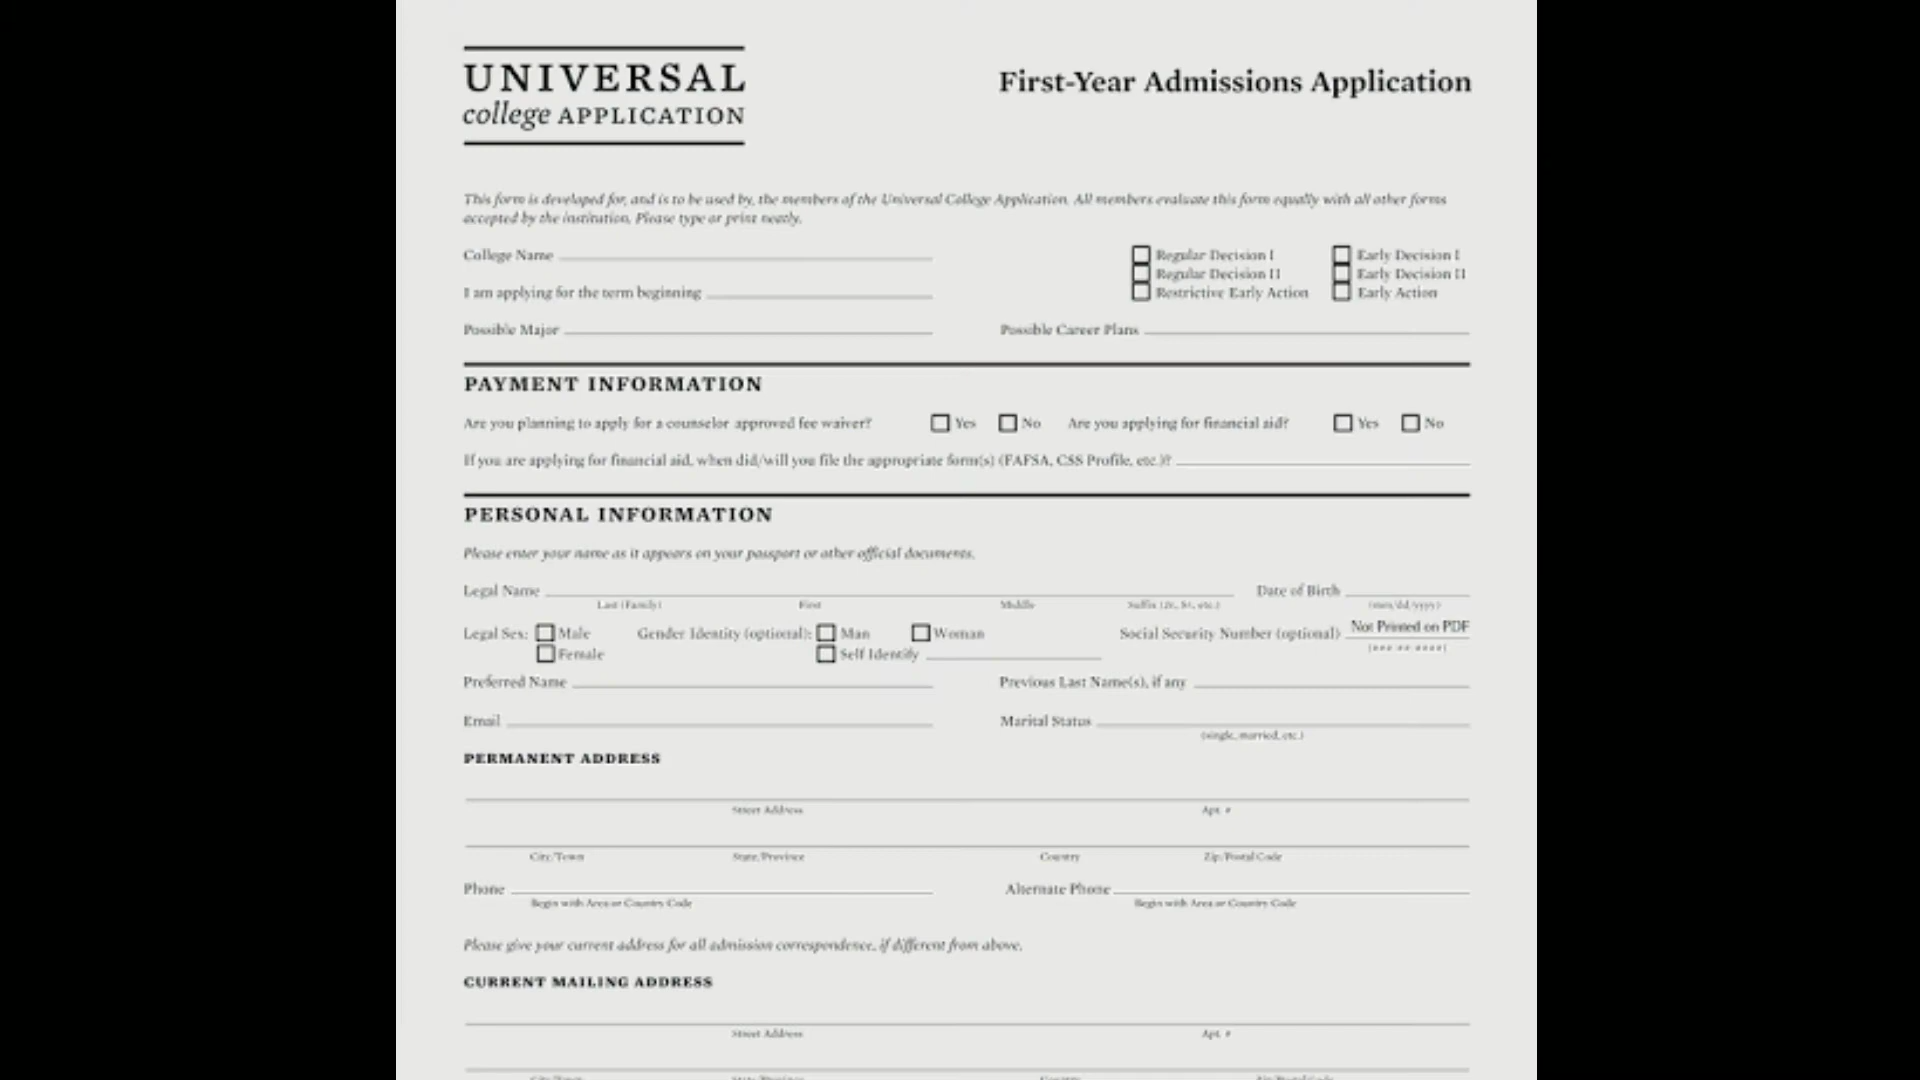 UNIVERSAL
college APPLICATION
First-Year Admissions Application
This form is developed for, and is to be used by, the members of the Universal College Application. All members evaluate this form equally with all other forms
accepted by the institution. Please type or print neatly.
College Name
Regular Decision I Early Decision I
Regular Decision II Early Decision II
I am applying for the term beginning Restrictive Early Action Early Action
Possible Major Possible Career Plans
PAYMENT INFORMATION
Are you planning to apply for a counselor approved fee waiver? Yes No Are you applying for financial aid? Yes No
If you are applying for financial aid, when did/will you file the appropriate form(s) (FAFSA, CSS Profile, etc.)?
PERSONAL INFORMATION
Please enter your name as it appears on your passport or other official documents.
Legal Name Date of Birth
Last (Family) First Middle Suffix (Jr., Sr., etc.) (mm/dd/yyyy)
Legal Sex: Male Gender Identity (optional): Man Woman Social Security Number (optional) Not Printed on PDF
Female Self Identify
Preferred Name Previous Last Name(s), if any
Email Marital Status
(single, married, etc.)
PERMANENT ADDRESS
Street Address Apt. #
City/Town State/Province Country Zip/Postal Code
Phone Alternate Phone
Begin with Area or Country Code Begin with Area or Country Code
Please give your current address for all admission correspondence, if different from above.
CURRENT MAILING ADDRESS
Street Address Apt. #